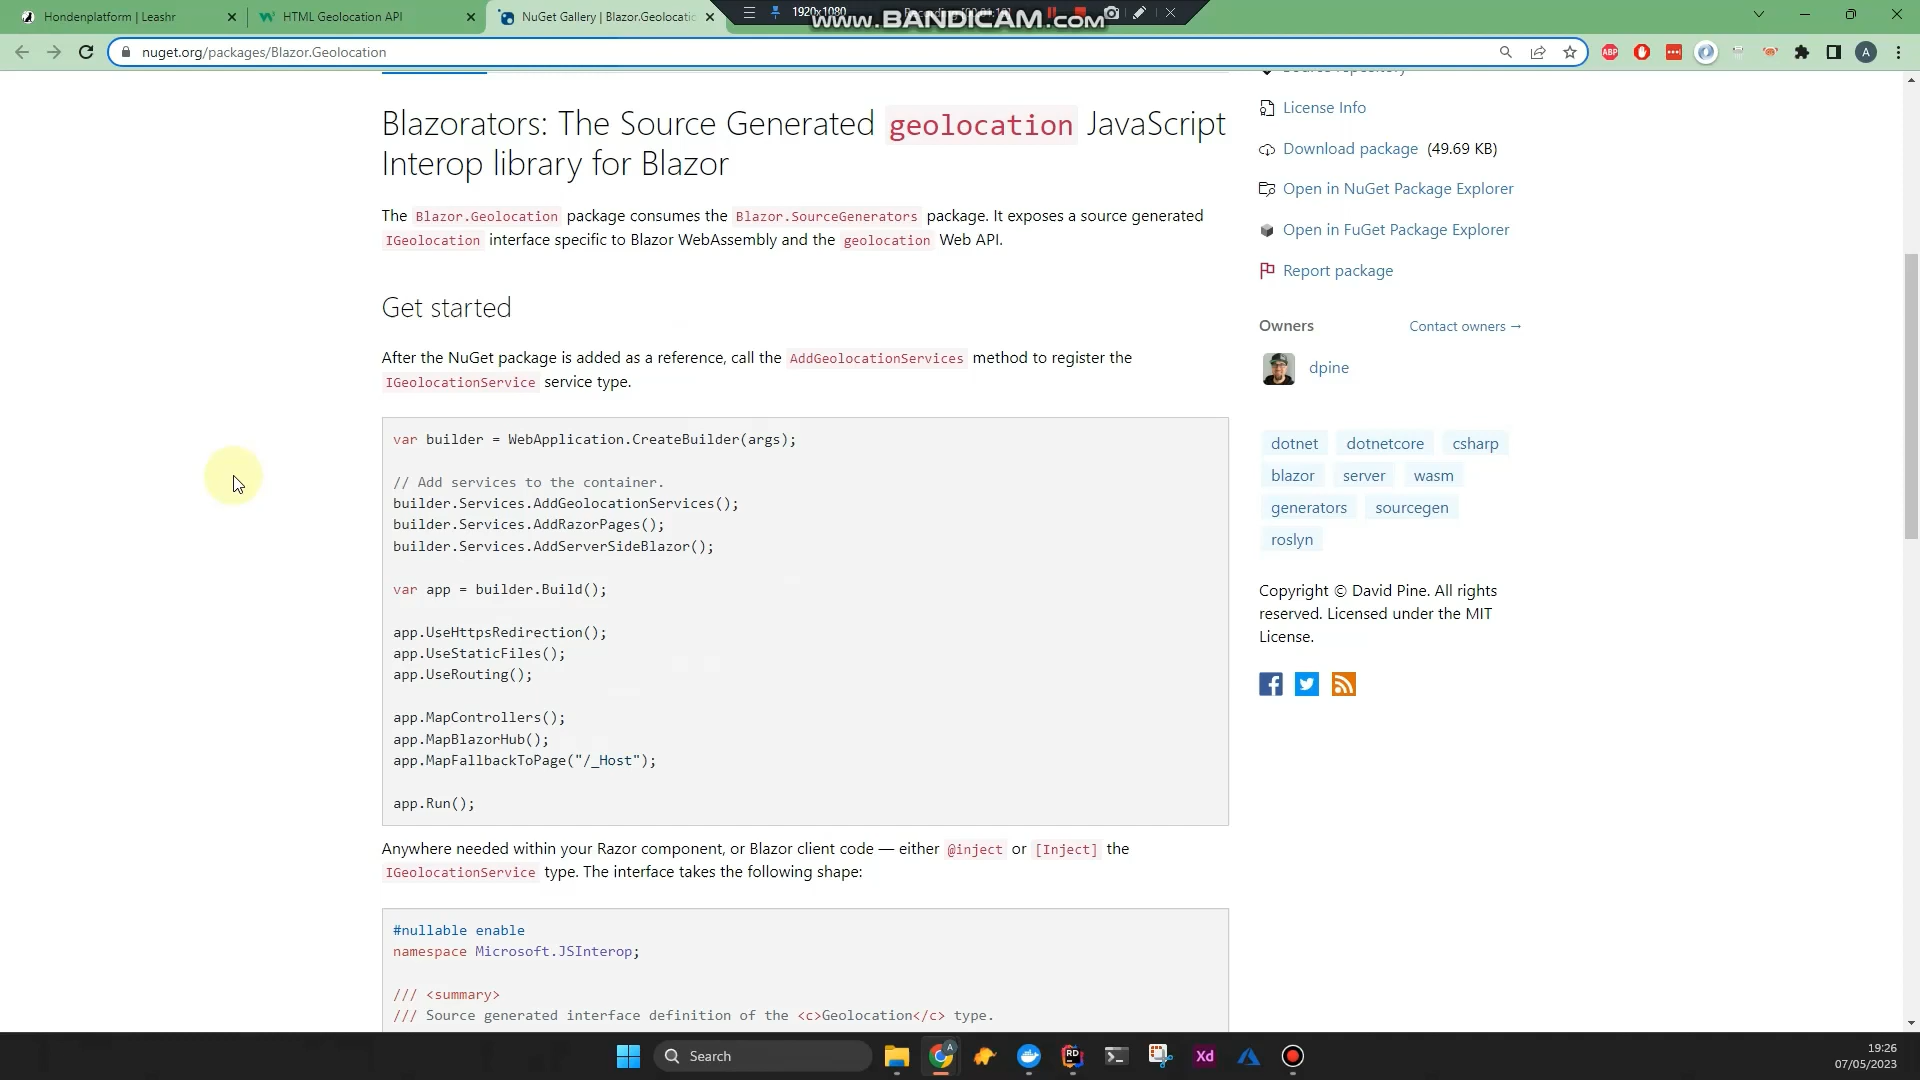 Hondenplatform | Leashr
HTML Geolocation API
NuGet Gallery | Blazor.Geolocatio
1920x1080
www.BANDICAM.com
nuget.org/packages/Blazor.Geolocation
ABP
A
Blazorators: The Source Generated geolocation JavaScript
Interop library for Blazor
The Blazor.Geolocation package consumes the Blazor.SourceGenerators package. It exposes a source generated
IGeolocation interface specific to Blazor WebAssembly and the geolocation Web API.
Get started
After the NuGet package is added as a reference, call the AddGeolocationServices method to register the
IGeolocationService service type.
var builder = WebApplication.CreateBuilder(args);
// Add services to the container.
builder.Services.AddGeolocationServices();
builder.Services.AddRazorPages();
builder.Services.AddServerSideBlazor();
var app = builder.Build();
app.UseHttpsRedirection();
app.UseStaticFiles();
app.UseRouting();
app.MapControllers();
app.MapBlazorHub();
app.MapFallbackToPage("/_Host");
app.Run();
Anywhere needed within your Razor component, or Blazor client code — either @inject or [Inject] the
IGeolocationService type. The interface takes the following shape:
#nullable enable
namespace Microsoft.JSInterop;
/// <summary>
/// Source generated interface definition of the <c>Geolocation</c> type.
Source repository
License Info
Download package (49.69 KB)
Open in NuGet Package Explorer
Open in FuGet Package Explorer
Report package
Owners
Contact owners →
dpine
dotnet dotnetcore csharp
blazor server wasm
generators sourcegen
roslyn
Copyright © David Pine. All rights
reserved. Licensed under the MIT
License.
Search
A
RD
Xd
19:26
07/05/2023